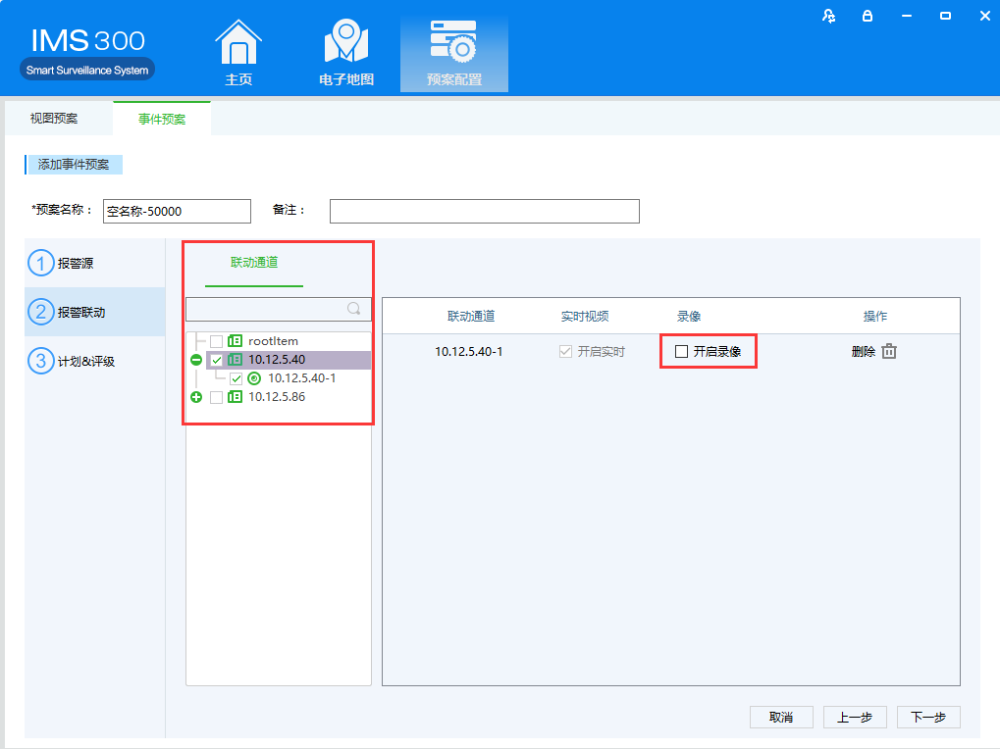 IMS 300
Smart Surveillance System
主页
电子地图
预案配置
视图预案
事件预案
添加事件预案
*预案名称：
空名称-50000
备注：
1 报警源
2 报警联动
3 计划&评级
联动通道
rootItem
10.12.5.40
10.12.5.40-1
10.12.5.86
联动通道 实时视频 录像 操作
10.12.5.40-1 开启实时 开启录像 删除
取消 上一步 下一步